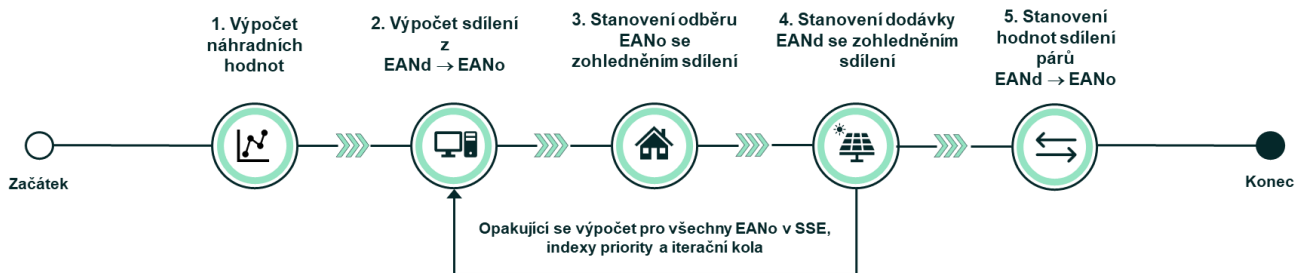 1. Výpočet
náhradních
hodnot
2. Výpočet sdílení
z
EANd → EANo
3. Stanovení odběru
EANo se
zohledněním sdílení
4. Stanovení dodávky
EANd se zohledněním
sdílení
5. Stanovení
hodnot sdílení
párů
EANd → EANo
Začátek
Konec
Opakující se výpočet pro všechny EANo v SSE,
indexy priority a iterační kola